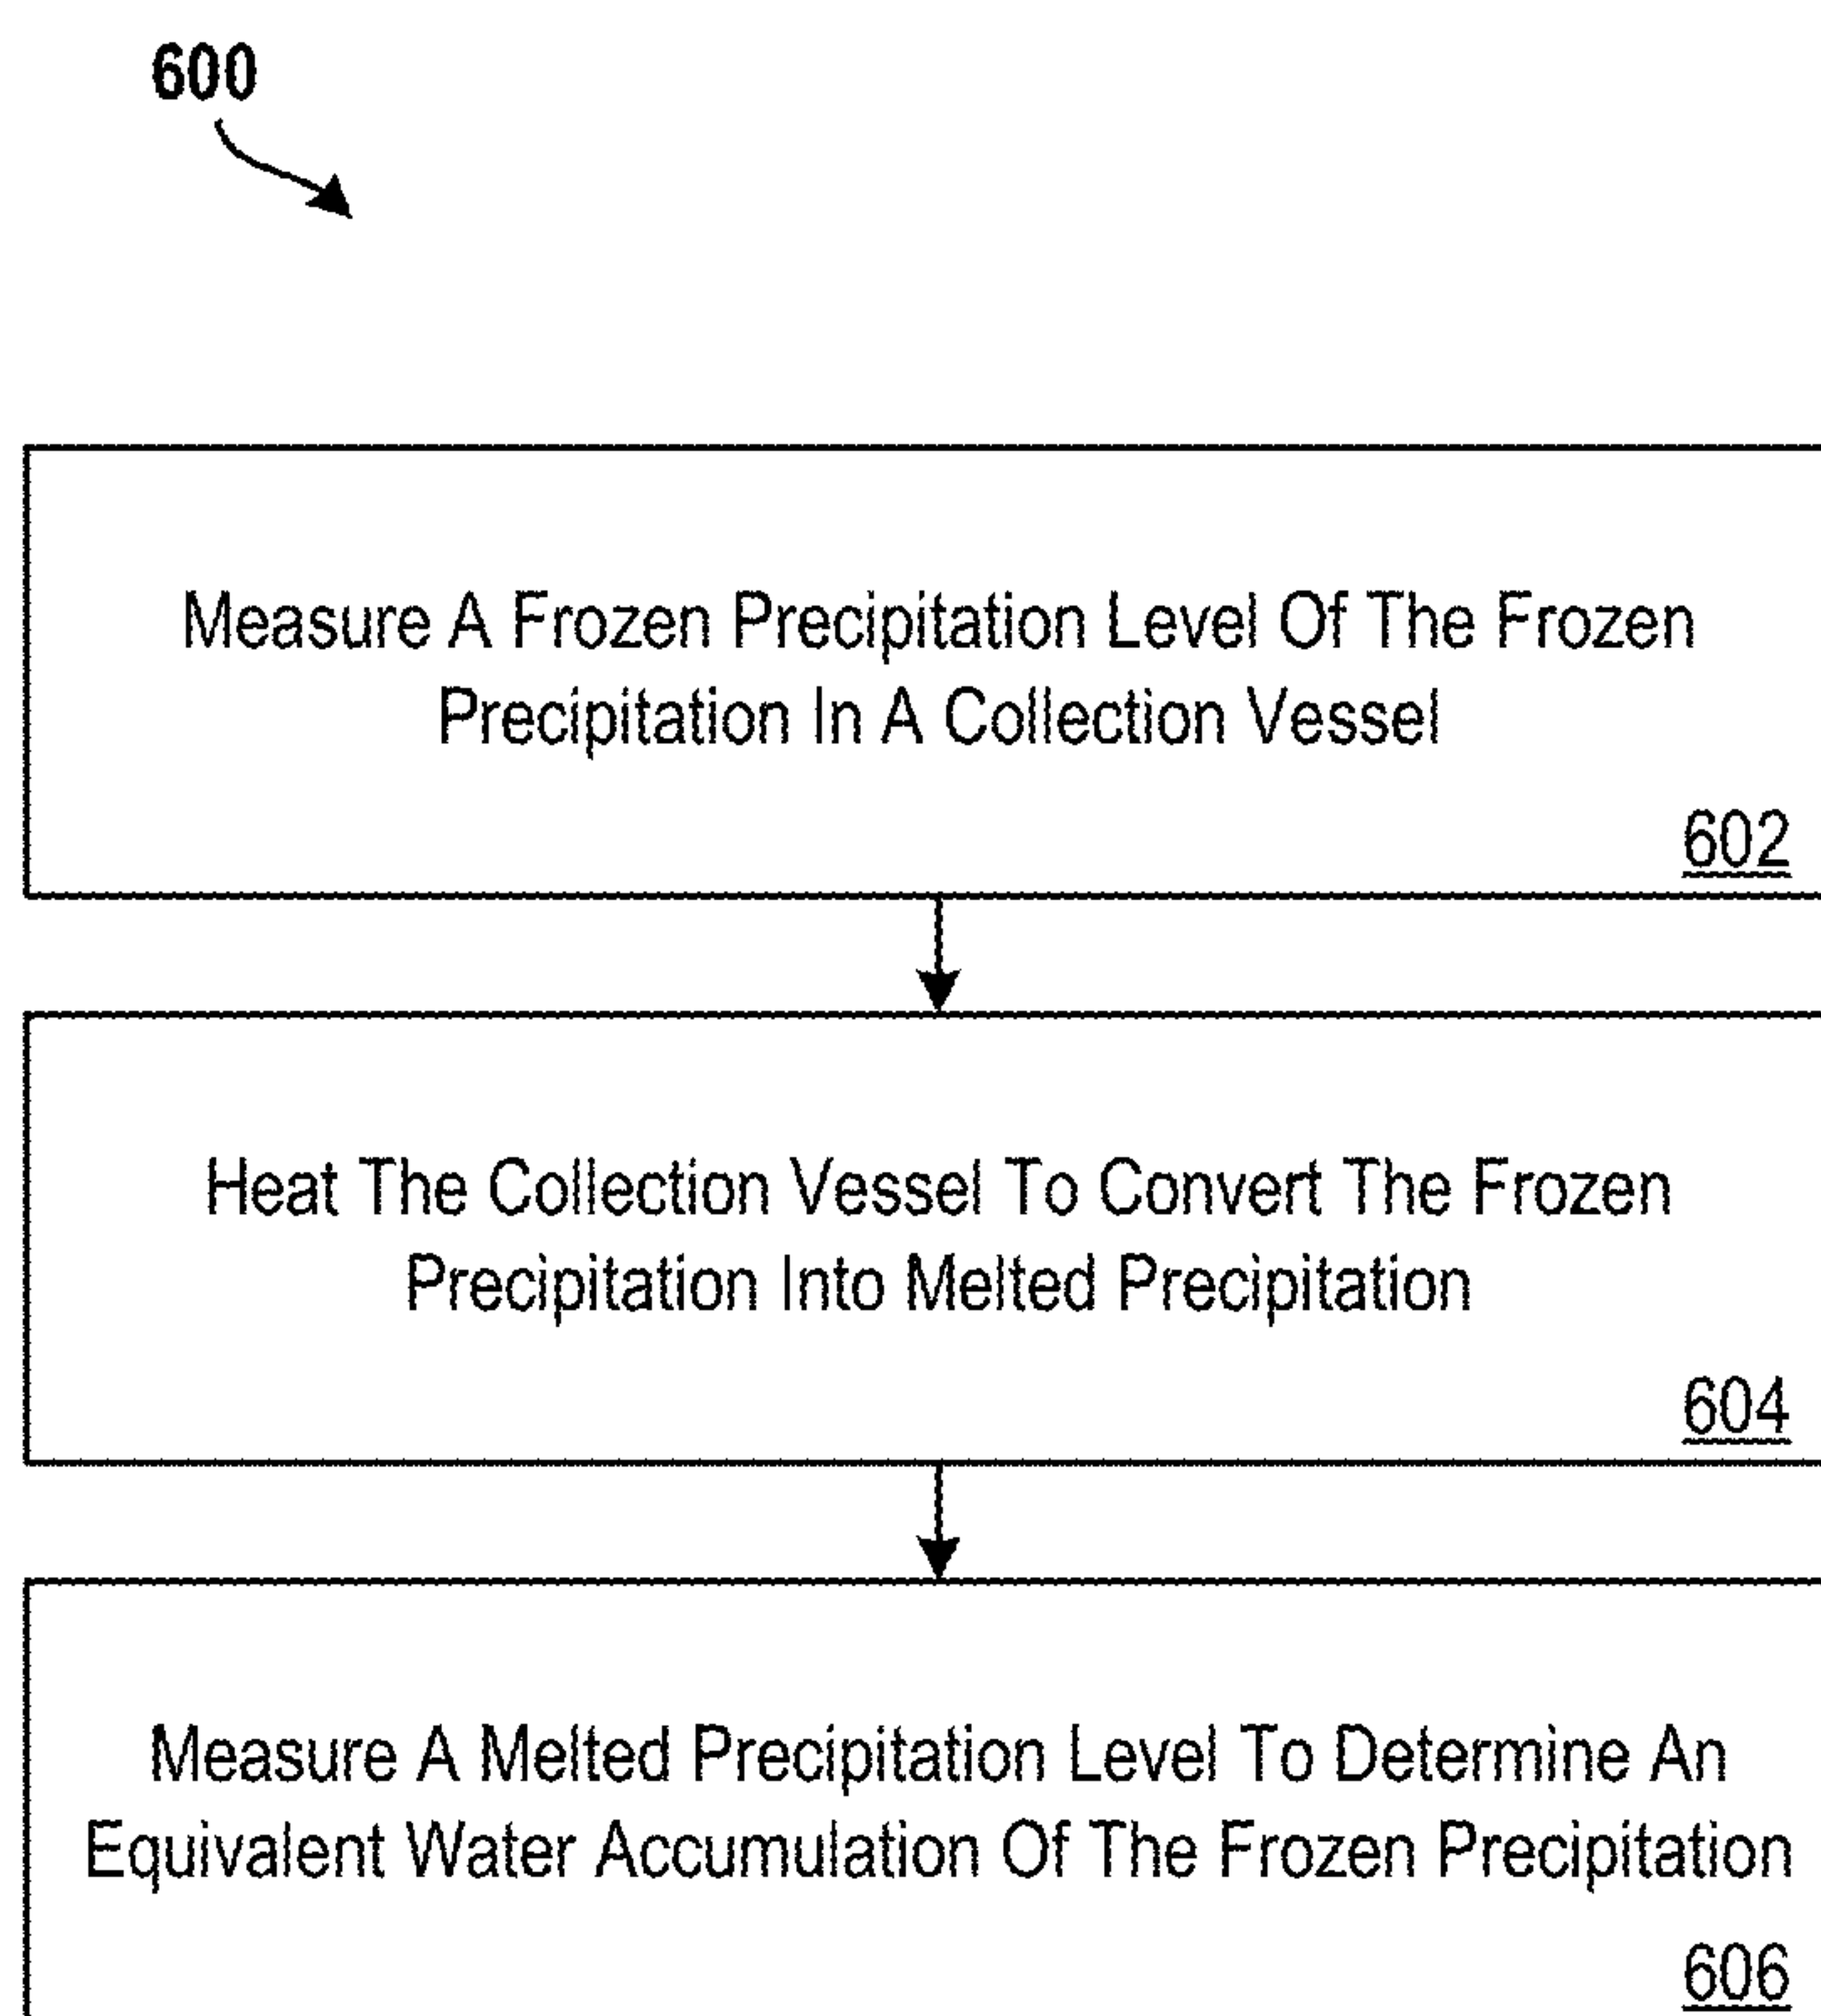 600
Measure A Frozen Precipitation Level Of The Frozen
Precipitation In A Collection Vessel
602
Heat The Collection Vessel To Convert The Frozen
Precipitation Into Melted Precipitation
604
Measure A Melted Precipitation Level To Determine An
Equivalent Water Accumulation Of The Frozen Precipitation
606